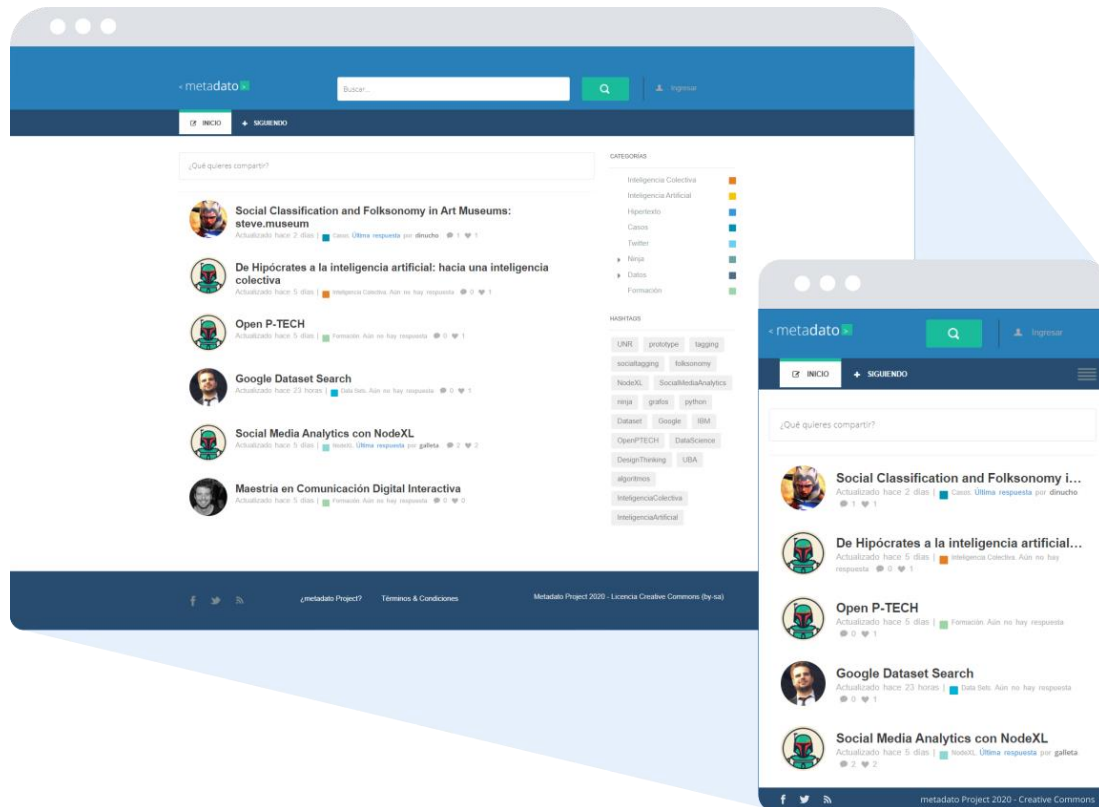 < metadato >
Buscar...
Ingresar
INICIO
+ SIGUIENDO
¿Qué quieres compartir?
Social Classification and Folksonomy in Art Museums:
steve.museum
Actualizado hace 2 días | Casos. Última respuesta por dinucho 1 1
De Hipócrates a la inteligencia artificial: hacia una inteligencia
colectiva
Actualizado hace 5 días | Inteligencia Colectiva. Aún no hay respuesta 0 1
Open P-TECH
Actualizado hace 5 días | Formación. Aún no hay respuesta 0 1
Google Dataset Search
Actualizado hace 23 horas | Data Sets. Aún no hay respuesta 0 1
Social Media Analytics con NodeXL
Actualizado hace 5 días | NodeXL. Última respuesta por galleta 2 2
Maestria en Comunicación Digital Interactiva
Actualizado hace 5 días | Formación. Aún no hay respuesta 0 0
CATEGORÍAS
Inteligencia Colectiva
Inteligencia Artificial
Hipertexto
Casos
Twitter
Ninja
Datos
Formación
HASHTAGS
UNR prototype tagging
socialtagging folksonomy
NodeXL SocialMediaAnalytics
ninja grafos python
Dataset Google IBM
OpenPTECH DataScience
DesignThinking UBA
algoritmos
InteligenciaColectiva
InteligenciaArtificial
¿metadato Project? Términos & Condiciones Metadato Project 2020 - Licencia Creative Commons (by-sa)
< metadato >
Ingresar
INICIO
+ SIGUIENDO
¿Qué quieres compartir?
Social Classification and Folksonomy i...
Actualizado hace 2 días | Casos. Última respuesta por dinucho
1 1
De Hipócrates a la inteligencia artificial...
Actualizado hace 5 días | Inteligencia Colectiva. Aún no hay
respuesta 0 1
Open P-TECH
Actualizado hace 5 días | Formación. Aún no hay respuesta
0 1
Google Dataset Search
Actualizado hace 23 horas | Data Sets. Aún no hay respuesta
0 1
Social Media Analytics con NodeXL
Actualizado hace 5 días | NodeXL. Última respuesta por galleta
2 2
metadato Project 2020 - Creative Commons